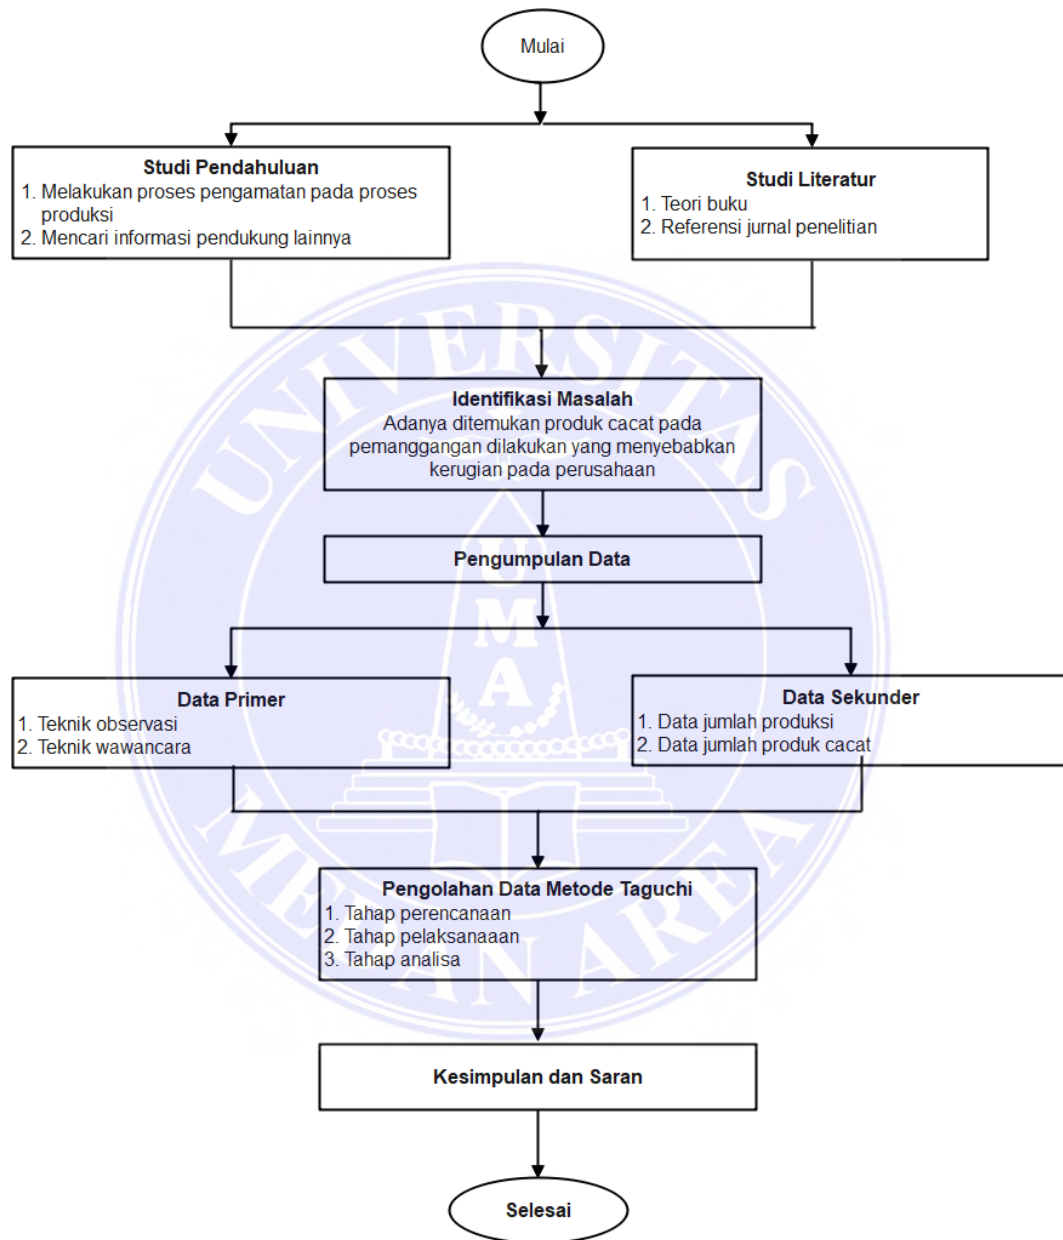 Mulai
Studi Pendahuluan
1. Melakukan proses pengamatan pada proses
produksi
2. Mencari informasi pendukung lainnya
Studi Literatur
1. Teori buku
2. Referensi jurnal penelitian
Identifikasi Masalah
Adanya ditemukan produk cacat pada
pemanggangan dilakukan yang menyebabkan
kerugian pada perusahaan
Pengumpulan Data
Data Primer
1. Teknik observasi
2. Teknik wawancara
Data Sekunder
1. Data jumlah produksi
2. Data jumlah produk cacat
Pengolahan Data Metode Taguchi
1. Tahap perencanaan
2. Tahap pelaksanaaan
3. Tahap analisa
Kesimpulan dan Saran
Selesai
UNIVERSITAS
U
M
A
MEDAN AREA